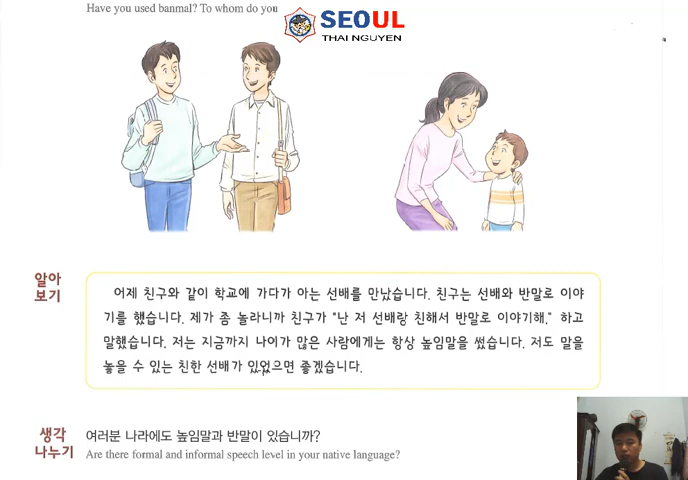 Have you used banmal? To whom do you
SEOUL
THAI NGUYEN
알아
보기
어제 친구와 같이 학교에 가다가 아는 선배를 만났습니다. 친구는 선배와 반말로 이야
기를 했습니다. 제가 좀 놀라니까 친구가 "난 저 선배랑 친해서 반말로 이야기해." 하고
말했습니다. 저는 지금까지 나이가 많은 사람에게는 항상 높임말을 썼습니다. 저도 말을
놓을 수 있는 친한 선배가 있었으면 좋겠습니다.
생각
나누기
여러분 나라에도 높임말과 반말이 있습니까?
Are there formal and informal speech level in your native language?